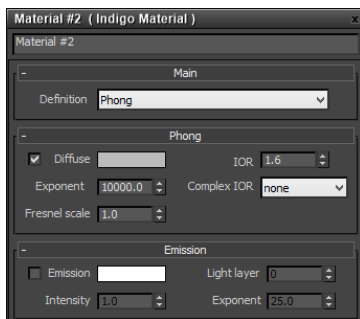 Material #2 ( Indigo Material ) x
Material #2
- Main
Definition Phong
- Phong
Diffuse IOR 1.6
Exponent 10000.0 Complex IOR none
Fresnel scale 1.0
- Emission
Emission Light layer 0
Intensity 1.0 Exponent 25.0